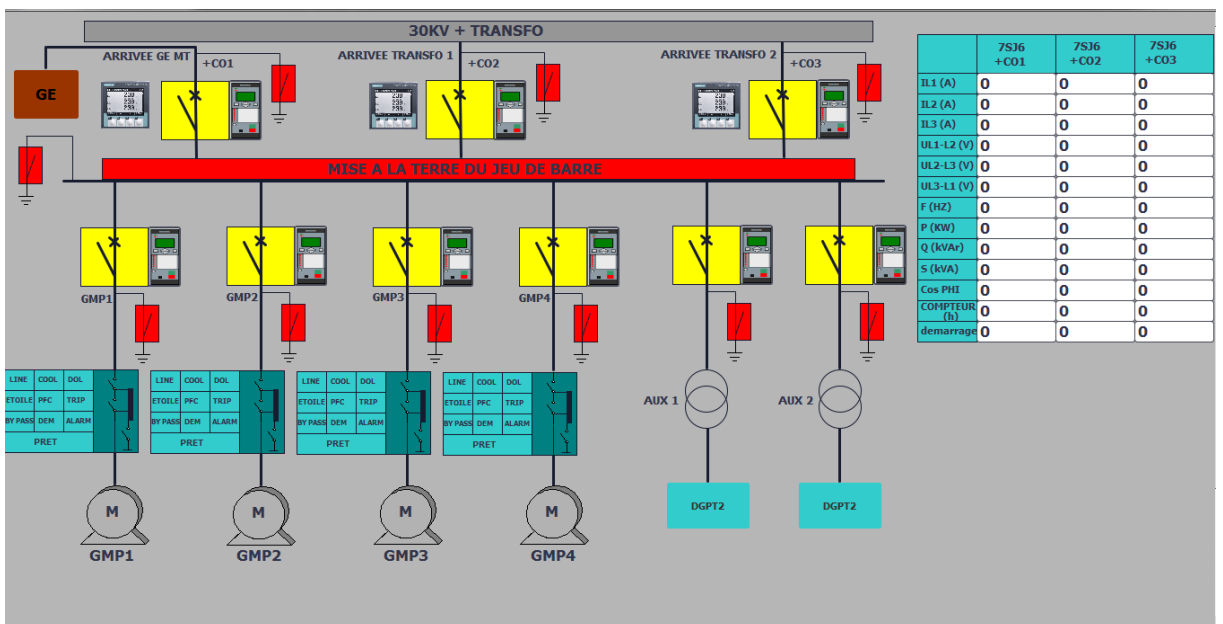 30KV + TRANSFO
ARRIVEE GE MT
+CO1
ARRIVEE TRANSFO 1
+CO2
ARRIVEE TRANSFO 2
+CO3
GE
MISE A LA TERRE DU JEU DE BARRE
GMP1
GMP2
GMP3
GMP4
LINE COOL DOL
ETOILE PFC TRIP
BY PASS DEM ALARM
PRET
LINE COOL DOL
ETOILE PFC TRIP
BY PASS DEM ALARM
PRET
LINE COOL DOL
ETOILE PFC TRIP
BY PASS DEM ALARM
PRET
LINE COOL DOL
ETOILE PFC TRIP
BY PASS DEM ALARM
PRET
AUX 1
AUX 2
M
M
M
M
DGPT2
DGPT2
GMP1
GMP2
GMP3
GMP4
7SJ6 7SJ6 7SJ6
+CO1 +CO2 +CO3
IL1 (A) 0 0 0
IL2 (A) 0 0 0
IL3 (A) 0 0 0
UL1-L2 (V) 0 0 0
UL2-L3 (V) 0 0 0
UL3-L1 (V) 0 0 0
F (HZ) 0 0 0
P (KW) 0 0 0
Q (kVAr) 0 0 0
S (kVA) 0 0 0
Cos PHI 0 0 0
COMPTEUR (h) 0 0 0
demarrage 0 0 0